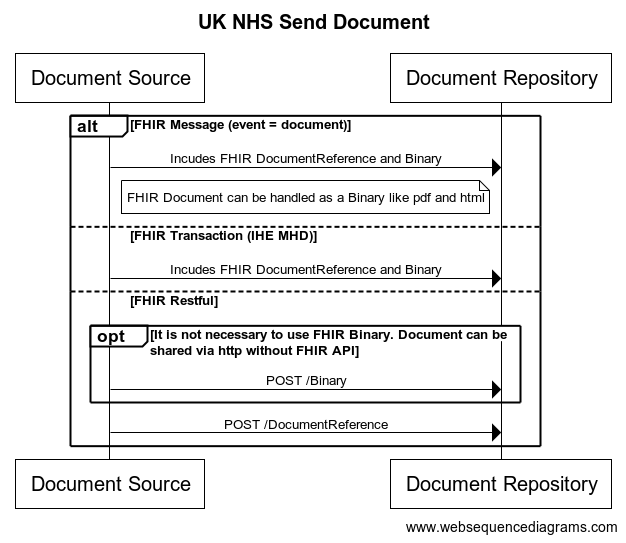 UK NHS Send Document
Document Source
Document Repository
alt
[FHIR Message (event = document)]
Incudes FHIR DocumentReference and Binary
FHIR Document can be handled as a Binary like pdf and html
[FHIR Transaction (IHE MHD)]
Incudes FHIR DocumentReference and Binary
[FHIR Restful]
opt
[It is not necessary to use FHIR Binary. Document can be
shared via http without FHIR API]
POST /Binary
POST /DocumentReference
Document Source
Document Repository
www.websequencediagrams.com